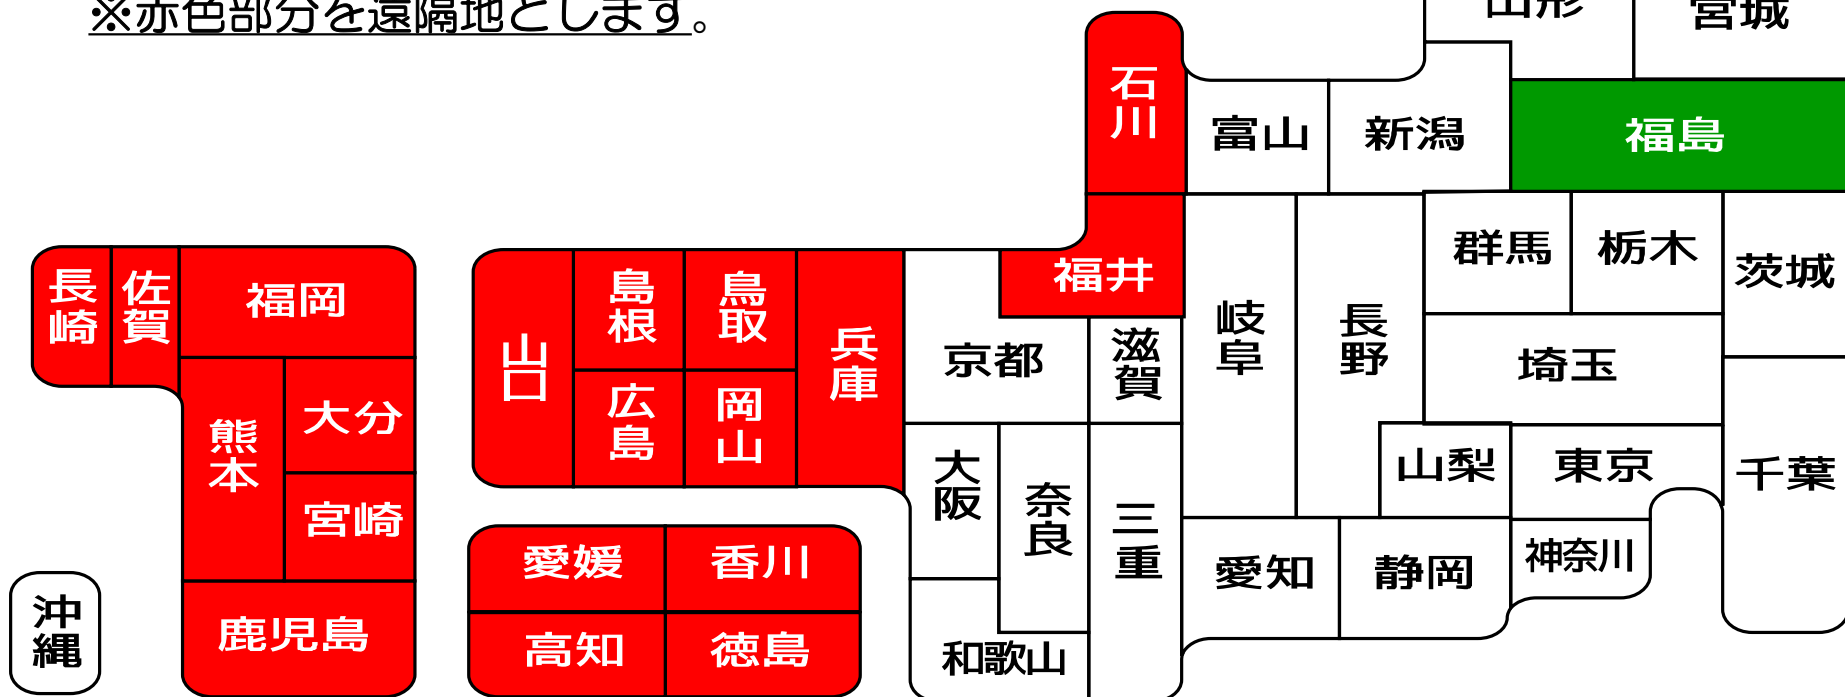 ※赤色部分を遠隔地とします。
山形
宮城
石川
富山
新潟
福島
長崎
佐賀
福岡
山口
島根
鳥取
兵庫
福井
京都
滋賀
岐阜
長野
群馬
栃木
茨城
埼玉
熊本
大分
広島
岡山
大阪
奈良
三重
山梨
東京
千葉
宮崎
愛媛
香川
愛知
静岡
神奈川
沖縄
鹿児島
高知
徳島
和歌山